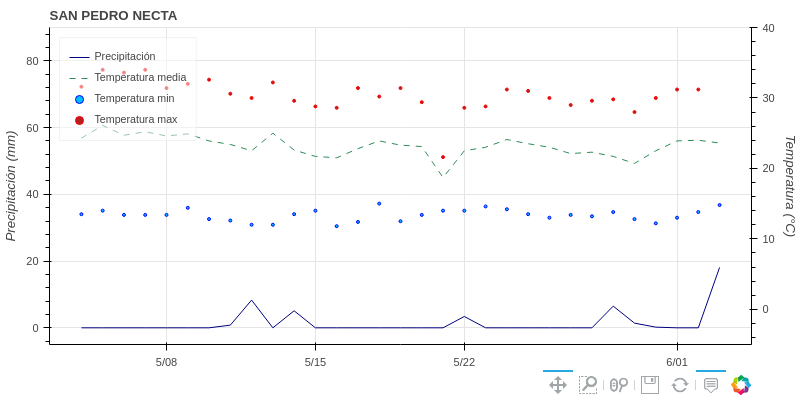 SAN PEDRO NECTA
Precipitación
Temperatura media
Temperatura min
Temperatura max
Precipitación (mm)
80
60
40
20
0
40
30
20
10
0
Temperatura (°C)
5/08
5/15
5/22
6/01